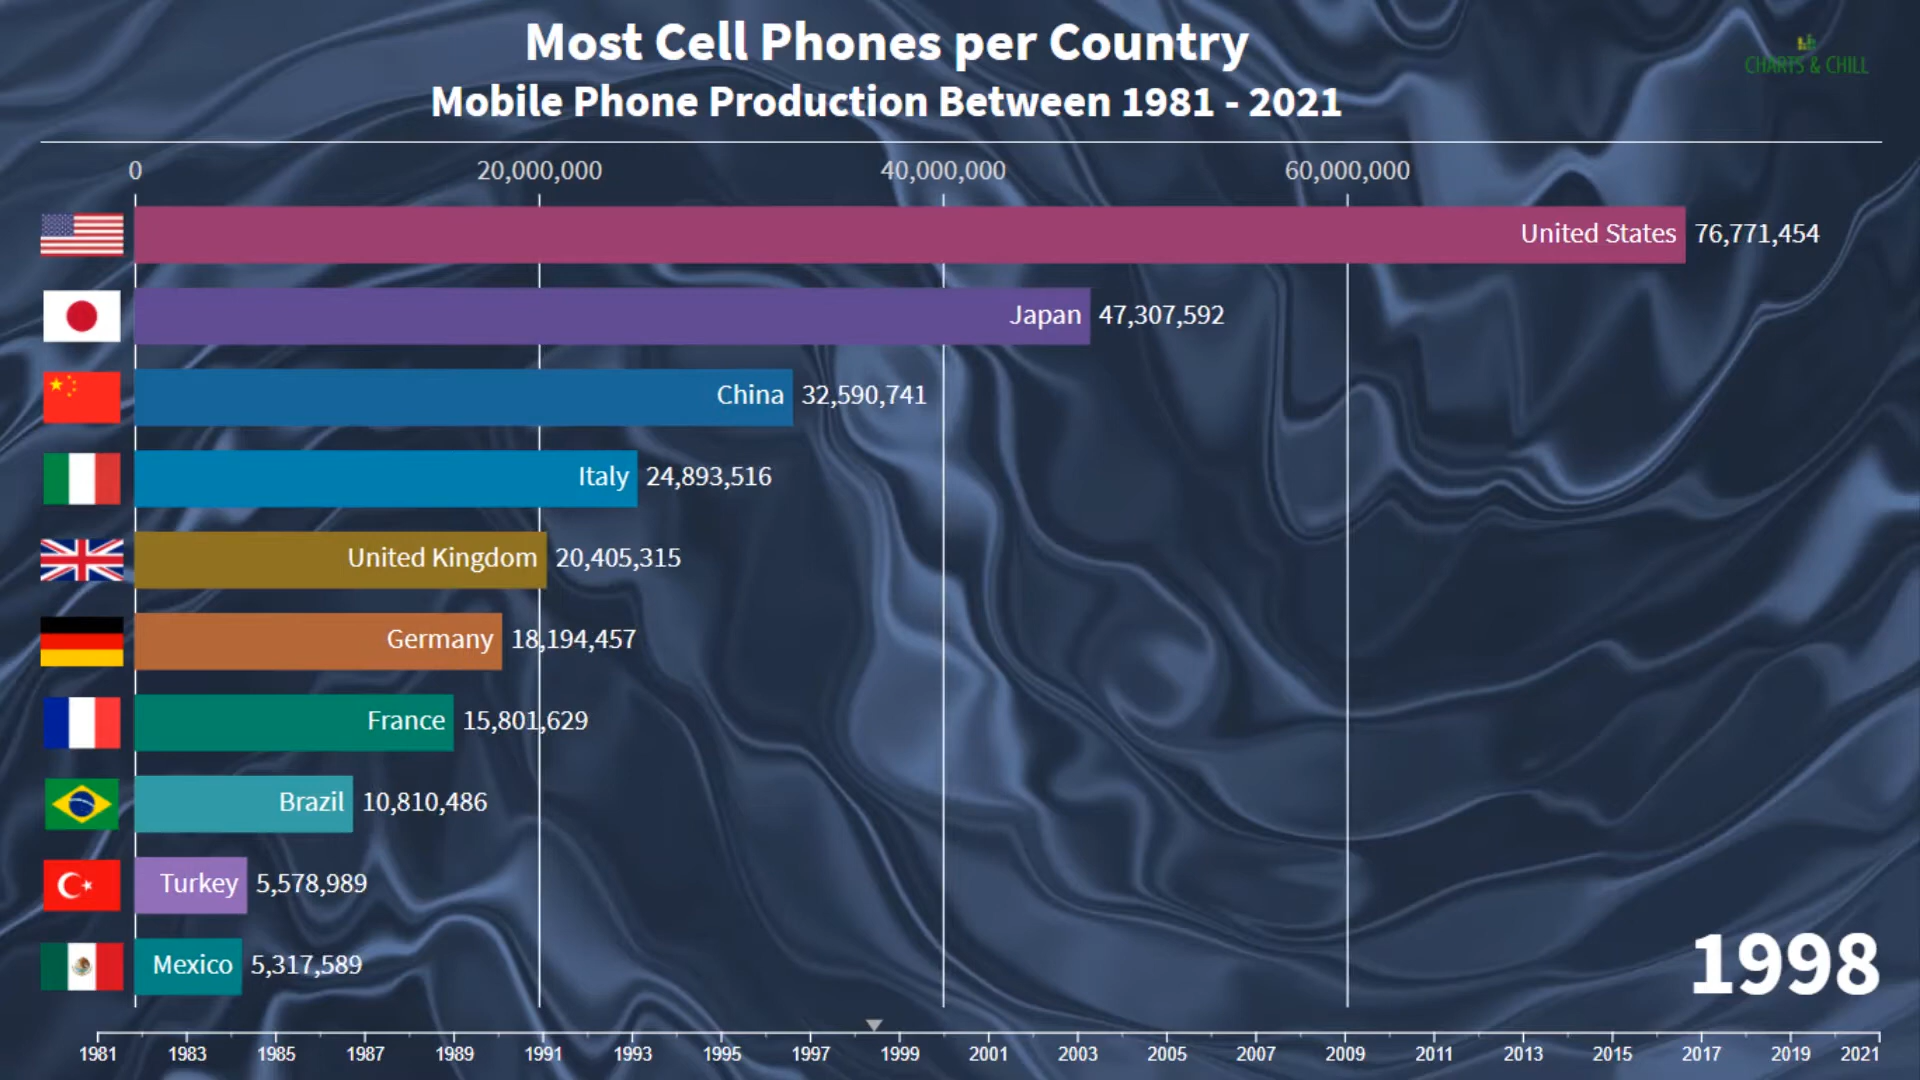 Most Cell Phones per Country
CHARTS & CHILL
Mobile Phone Production Between 1981 - 2021
0 20,000,000 40,000,000 60,000,000
United States 76,771,454
Japan 47,307,592
China 32,590,741
Italy 24,893,516
United Kingdom 20,405,315
Germany 18,194,457
France 15,801,629
Brazil 10,810,486
Turkey 5,578,989
Mexico 5,317,589
1998
1981 1983 1985 1987 1989 1991 1993 1995 1997 1999 2001 2003 2005 2007 2009 2011 2013 2015 2017 2019 2021